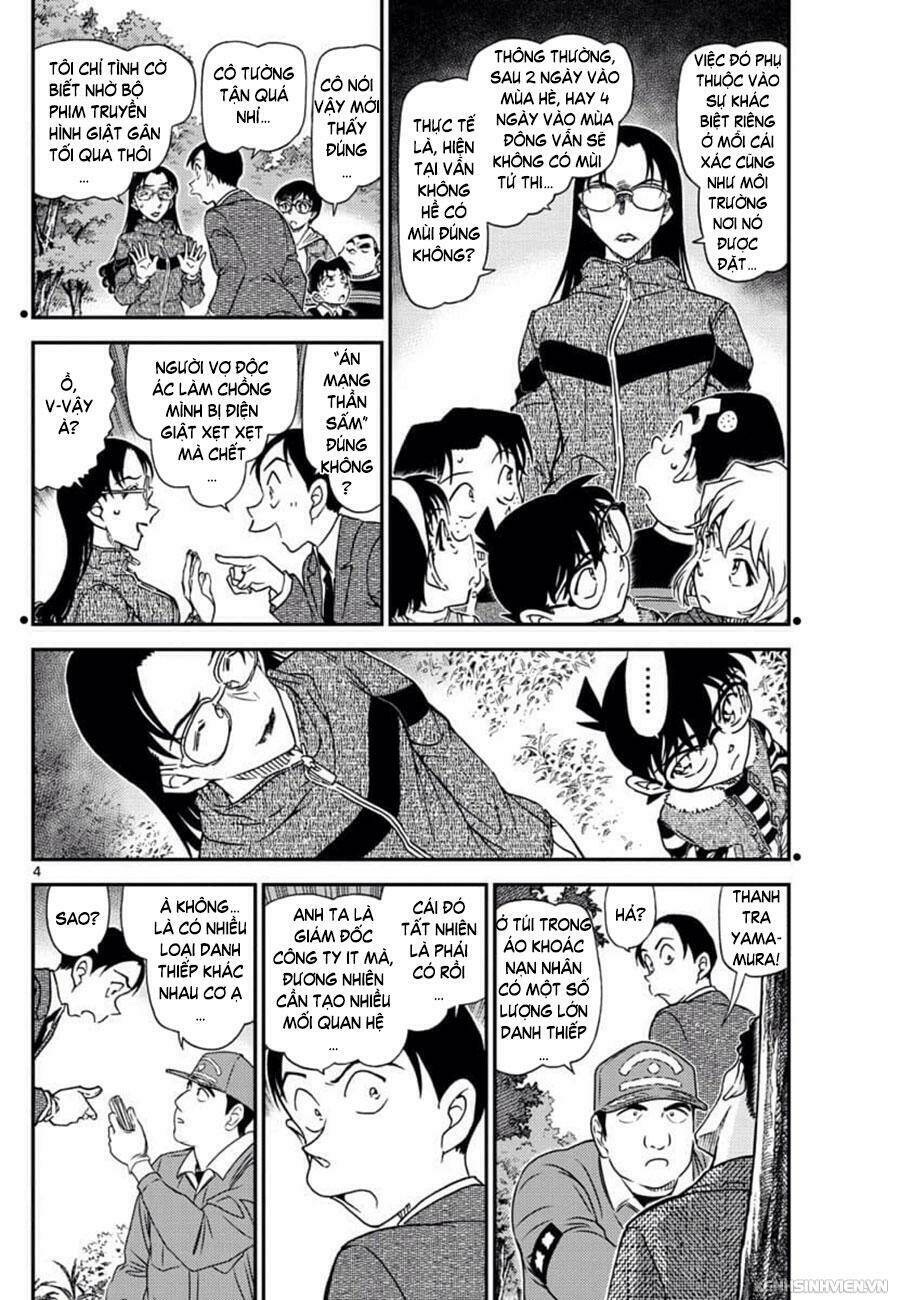 VIỆC ĐÓ PHỤ
THUỘC VÀO
SỰ KHÁC
BIỆT RIÊNG
Ở MỖI CÁI
XÁC CŨNG
NHƯ MÔI
TRƯỜNG
NƠI NÓ
ĐƯỢC
ĐẶT...
THÔNG THƯỜNG,
SAU 2 NGÀY VÀO
MÙA HÈ, HAY 4
NGÀY VÀO MÙA
ĐÔNG VẪN SẼ
KHÔNG CÓ MÙI
TỬ THI...
THỰC TẾ
LÀ, HIỆN
TẠI VẪN
KHÔNG
HỀ CÓ
MÙI ĐÚNG
KHÔNG?
CÔ NÓI
VẬY MỚI
THẤY
ĐÚNG
CÔ TƯỜNG
TẬN QUÁ
NHỈ...
TÔI CHỈ TÌNH CỜ
BIẾT NHỜ BỘ
PHIM TRUYỀN
HÌNH GIẬT GÂN
TỐI QUA THÔI
...
"ÁN
MẠNG
THẦN
SẤM"
ĐÚNG
KHÔNG
?
NGƯỜI VỢ ĐỘC
ÁC LÀM CHỒNG
MÌNH BỊ ĐIỆN
GIẬT XẸT XẸT
MÀ CHẾT
...
Ồ,
V-VẬY
À?
......
4
THANH
TRA
YAMA-
MURA!
HẢ?
Ở TÚI TRONG
ÁO KHOÁC
NẠN NHÂN
CÓ MỘT SỐ
LƯỢNG LỚN
DANH THIẾP
...
CÁI ĐÓ
TẤT NHIÊN
LÀ PHẢI
CÓ RỒI
...
ANH TA LÀ
GIÁM ĐỐC
CÔNG TY IT MÀ,
ĐƯƠNG NHIÊN
CẦN TẠO NHIỀU
MỐI QUAN HỆ
...
À KHÔNG...
LÀ CÓ NHIỀU
LOẠI DANH
THIẾP KHÁC
NHAU CƠ Ạ
...
SAO?
KENHSINHVIEN.VN